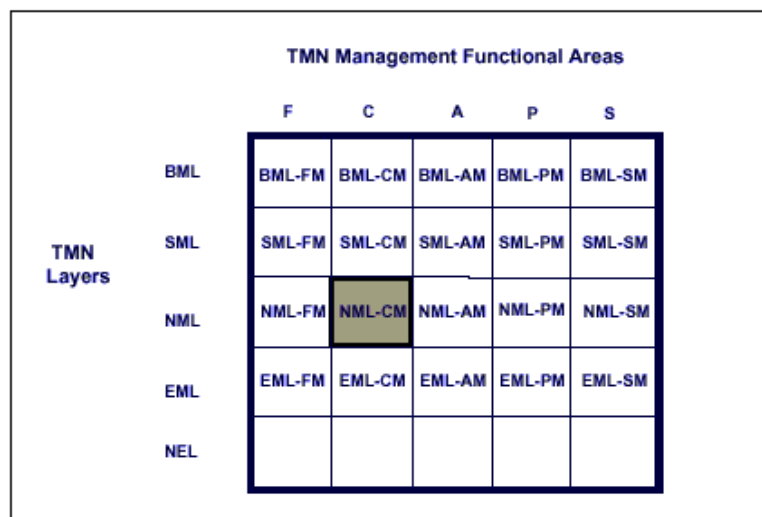 TMN Management Functional Areas
F C A P S
BML BML-FM BML-CM BML-AM BML-PM BML-SM
SML SML-FM SML-CM SML-AM SML-PM SML-SM
TMN
Layers
NML NML-FM NML-CM NML-AM NML-PM NML-SM
EML EML-FM EML-CM EML-AM EML-PM EML-SM
NEL